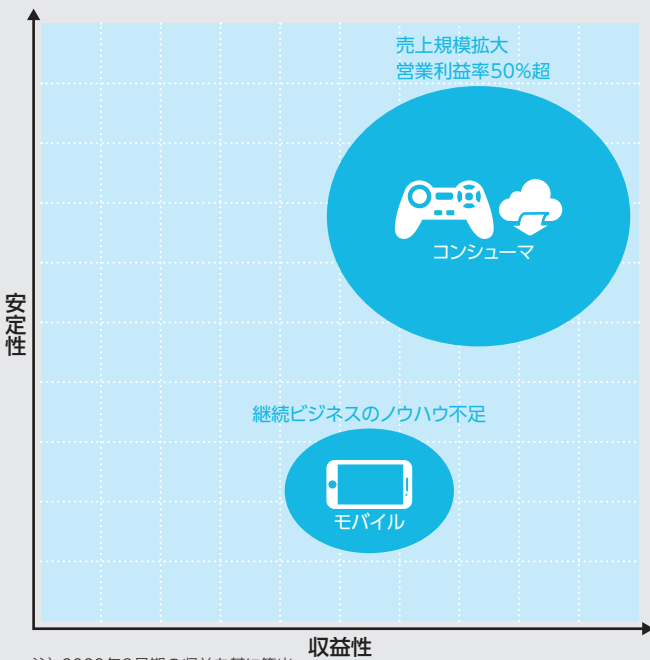 売上規模拡大
営業利益率50%超
コンシューマ
安定性
継続ビジネスのノウハウ不足
モバイル
収益性